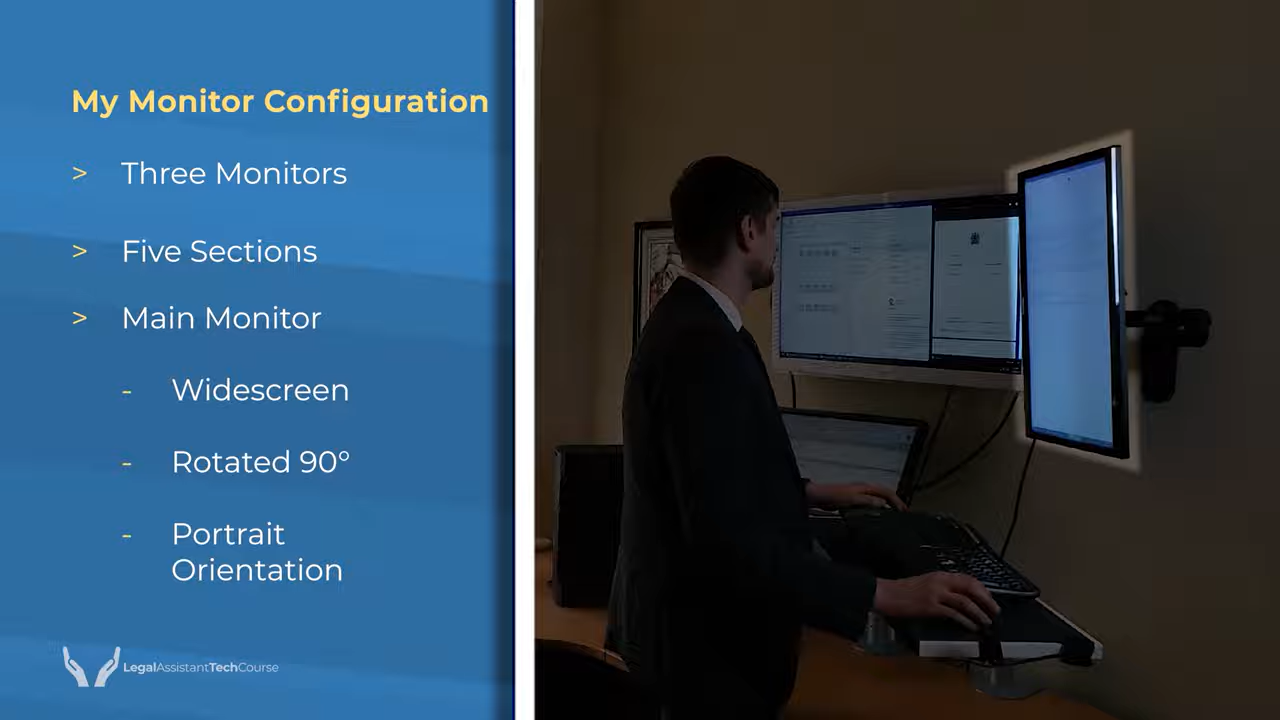 My Monitor Configuration
> Three Monitors
> Five Sections
> Main Monitor
- Widescreen
- Rotated 90°
- Portrait
Orientation
LegalAssistantTechCourse